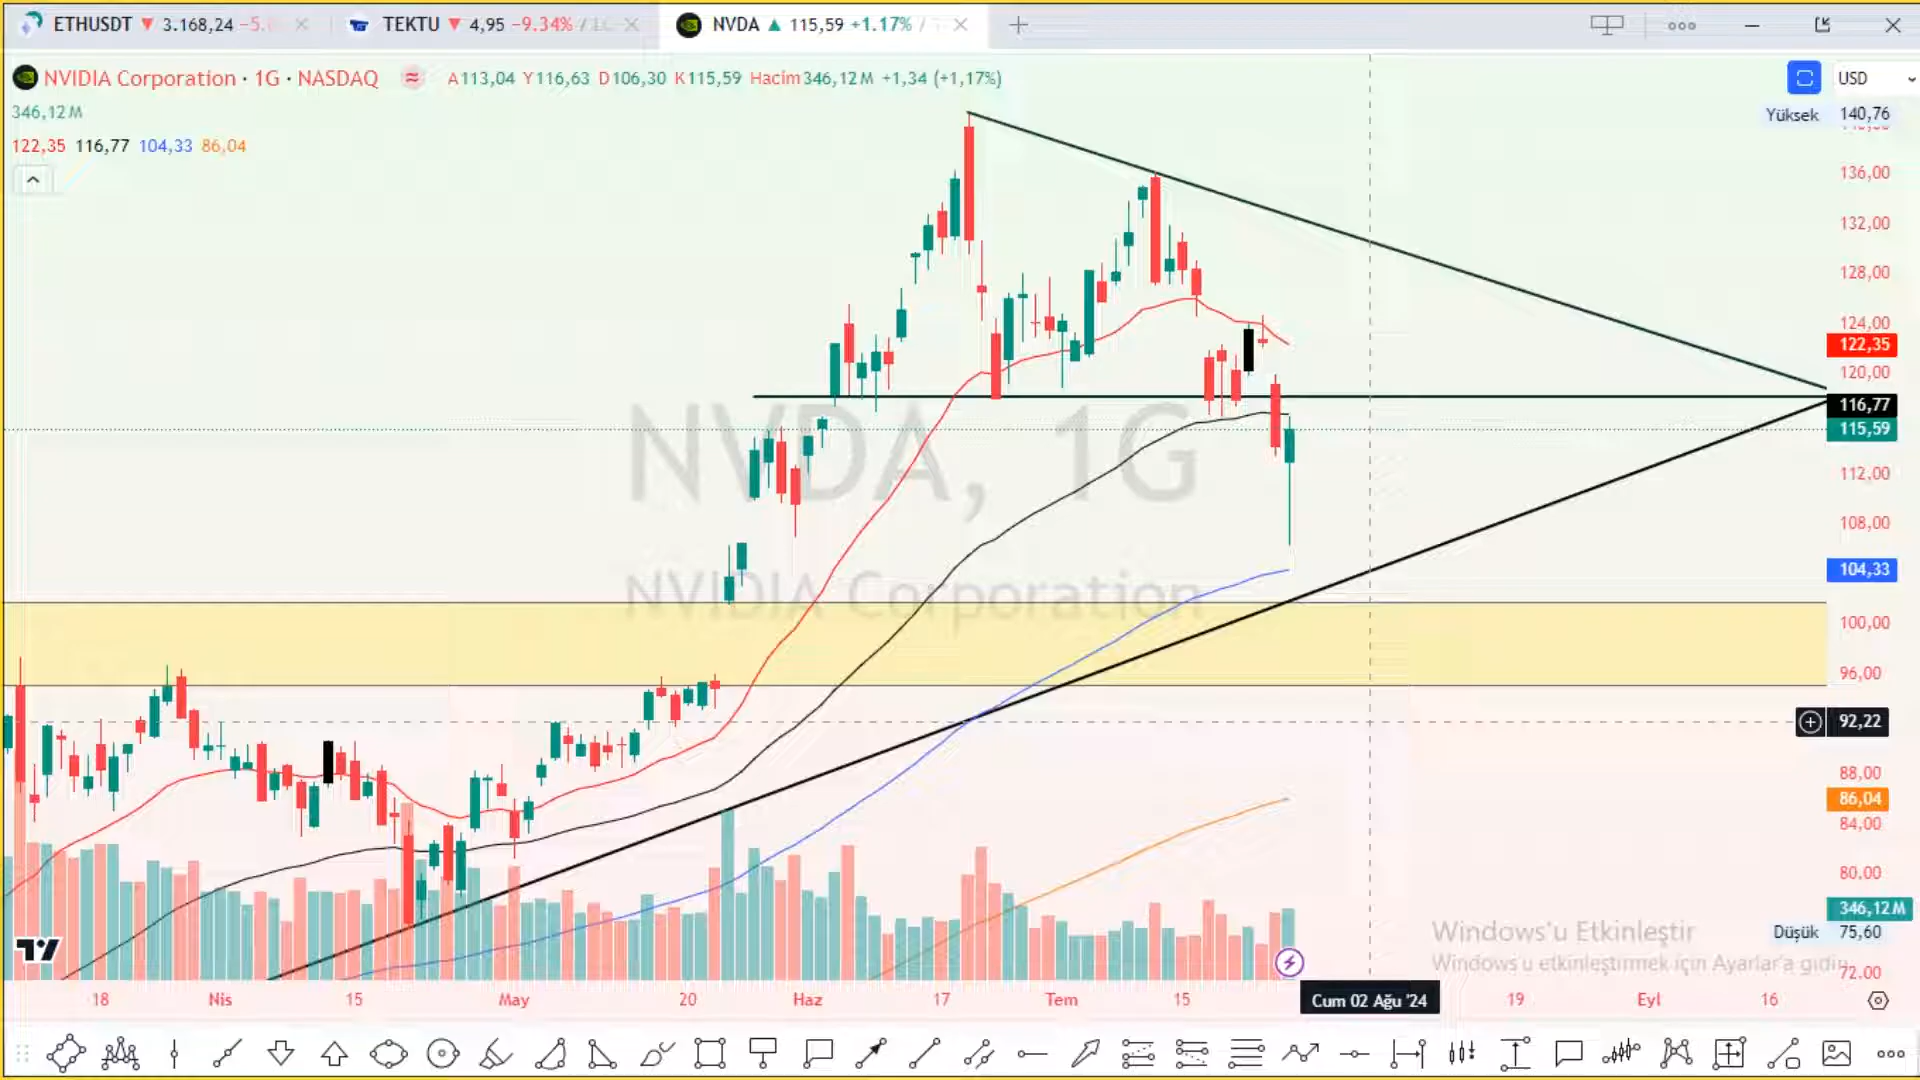 ETHUSDT ▼ 3.168,24
TEKTU ▼ 4,95 −9.34%
NVDA ▲ 115,59 +1.17% /
NVIDIA Corporation · 1G · NASDAQ A113,04 Y116,63 D106,30 K115,59 Hacim346,12M +1,34 (+1,17%)
USD
346,12M
122,35 116,77 104,33 86,04
Yüksek 140,76
136,00
132,00
128,00
124,00
122,35
120,00
116,77
115,59
112,00
108,00
104,33
100,00
96,00
92,22
88,00
86,04
84,00
80,00
346,12M
Düşük 75,60
72.00
NVDA, 1G
NVIDIA Corporation
Windows'u Etkinleştir
Windows'u etkinleştirmek için Ayarlar'a gidin
18 Nis 15 May 20 Haz 17 Tem 15 Cum 02 Ağu '24 19 Eyl 16